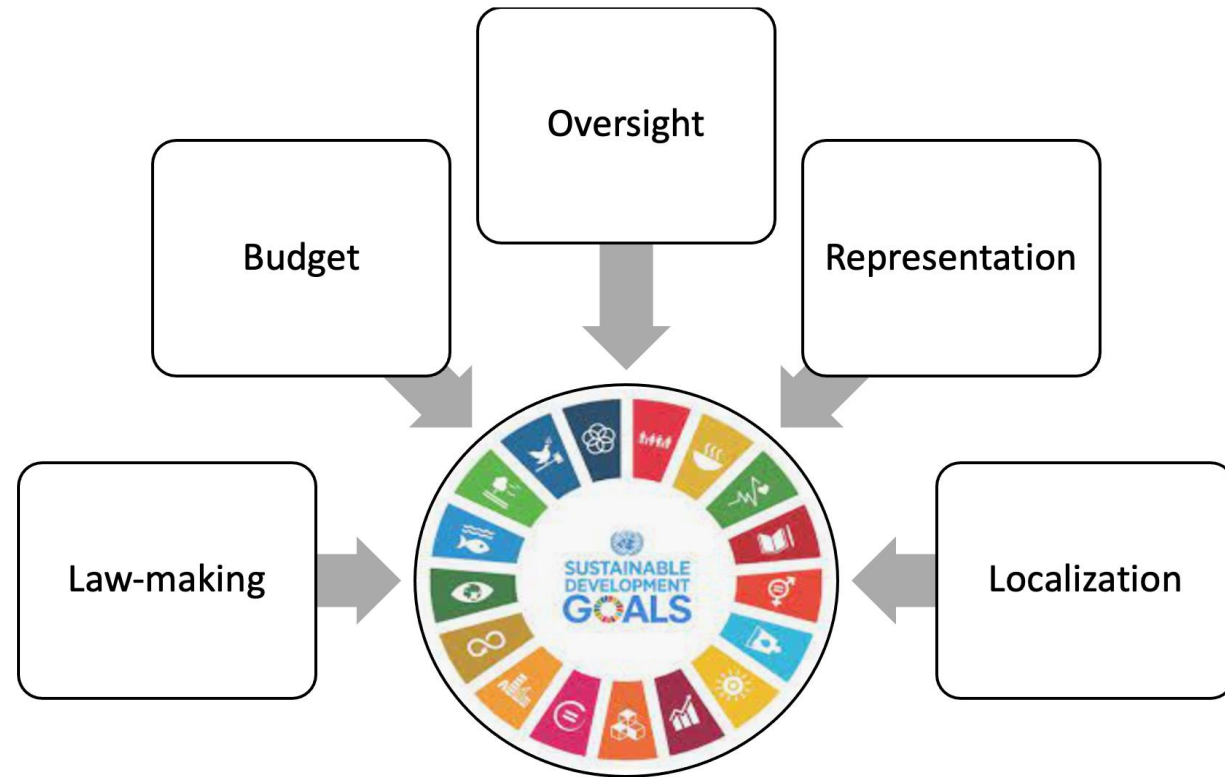 Oversight
Budget
Representation
Law-making
Localization
SUSTAINABLE
DEVELOPMENT
GOALS